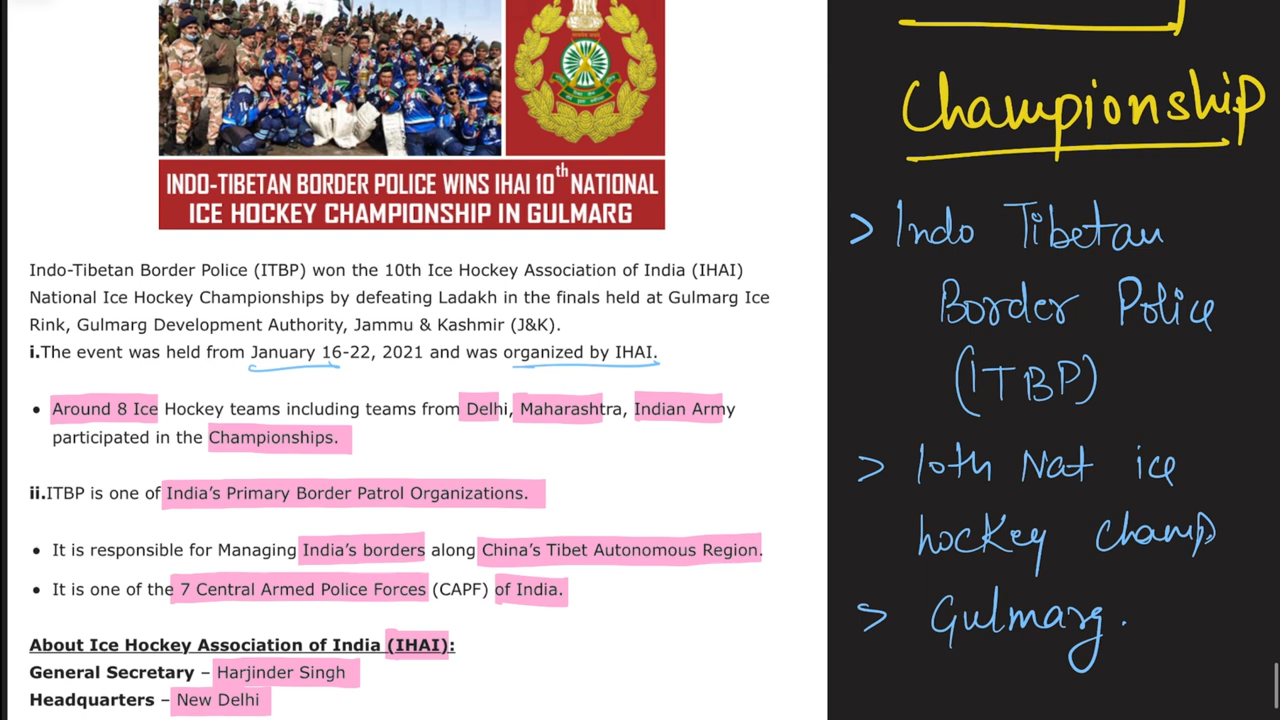 INDO-TIBETAN BORDER POLICE WINS IHAI 10th NATIONAL
ICE HOCKEY CHAMPIONSHIP IN GULMARG
Indo-Tibetan Border Police (ITBP) won the 10th Ice Hockey Association of India (IHAI)
National Ice Hockey Championships by defeating Ladakh in the finals held at Gulmarg Ice
Rink, Gulmarg Development Authority, Jammu & Kashmir (J&K).
i.The event was held from January 16-22, 2021 and was organized by IHAI.
• Around 8 Ice Hockey teams including teams from Delhi, Maharashtra, Indian Army
participated in the Championships.
ii.ITBP is one of India's Primary Border Patrol Organizations.
• It is responsible for Managing India's borders along China's Tibet Autonomous Region.
• It is one of the 7 Central Armed Police Forces (CAPF) of India.
About Ice Hockey Association of India (IHAI):
General Secretary – Harjinder Singh
Headquarters – New Delhi
Championship
> Indo Tibetan
Border Police
(ITBP)
> 10th Nat ice
hockey champ
> Gulmarg.